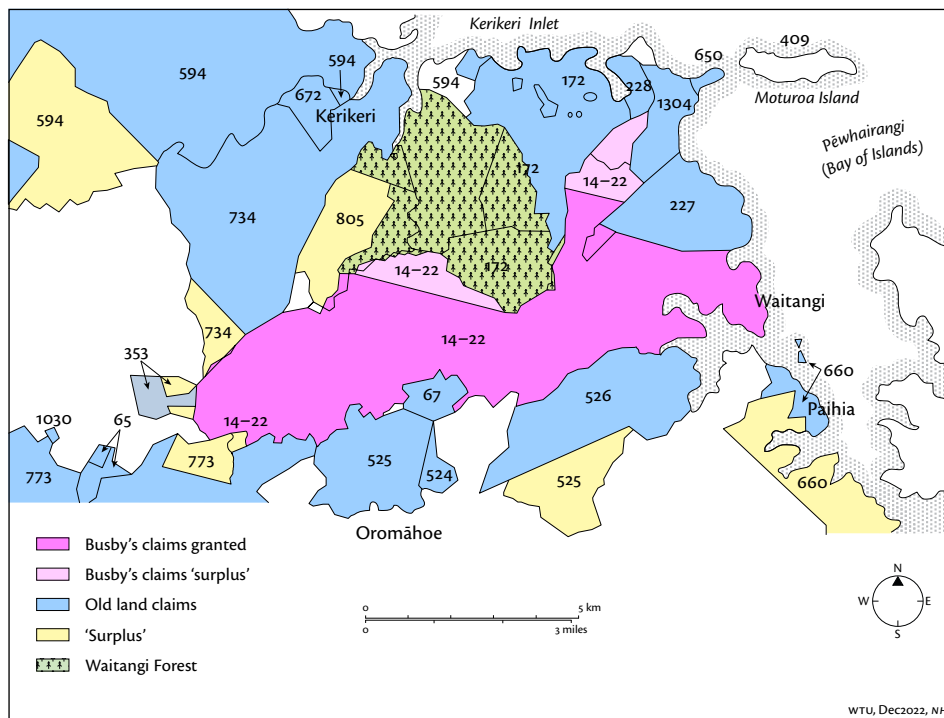 Kerikeri Inlet
409
594
594
650
672
594
172
228
1304
Moturoa Island
Kerikeri
594
Pēwhairangi
(Bay of Islands)
172
14–22
227
734
805
172
14–22
Waitangi
734
14–22
353
660
67
526
Paihia
1030
65
14–22
773
773
525
524
525
660
Oromāhoe
Busby's claims granted
Busby's claims ‘surplus’
Old land claims
‘Surplus’
Waitangi Forest
0 5 km
0 3 miles
N
W E
S
WTU, Dec2022, NH